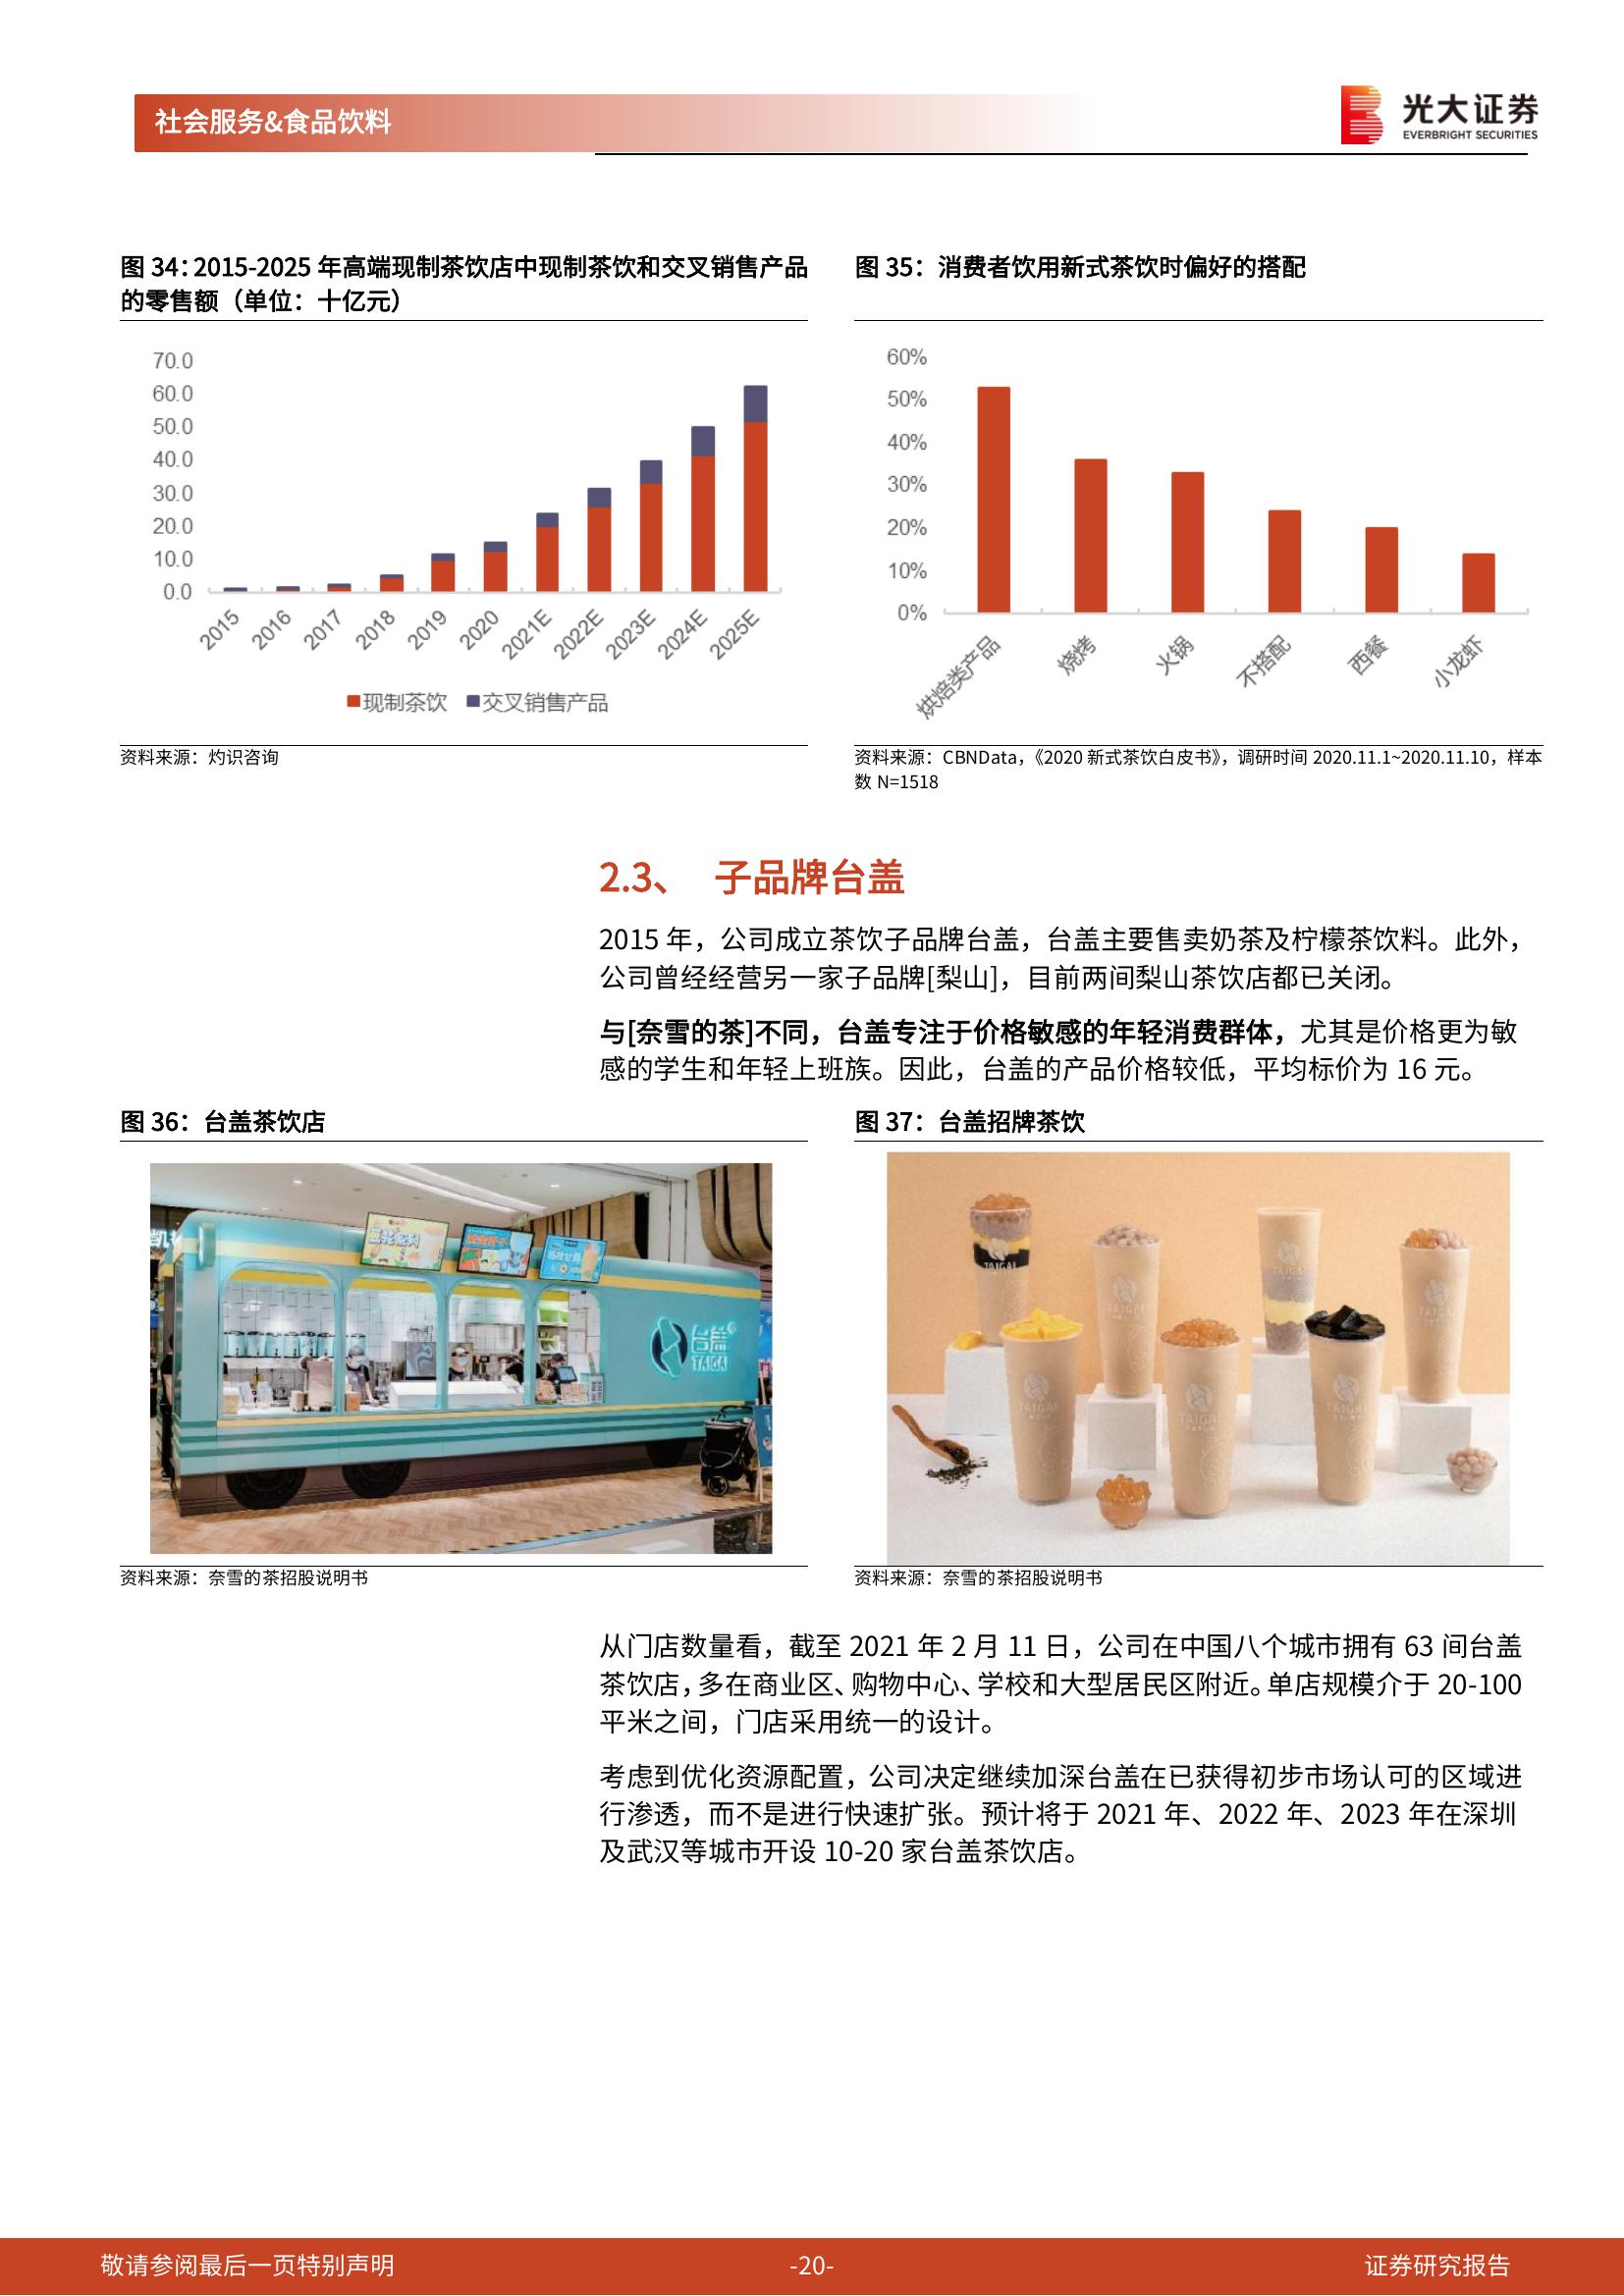 社会服务&食品饮料
光大证券
EVERBRIGHT SECURITIES
图 34：2015-2025 年高端现制茶饮店中现制茶饮和交叉销售产品
的零售额（单位：十亿元）
70.0
60.0
50.0
40.0
30.0
20.0
10.0
0.0
2015
2016
2017
2018
2019
2020
2021E
2022E
2023E
2024E
2025E
现制茶饮 交叉销售产品
资料来源：灼识咨询
图 35：消费者饮用新式茶饮时偏好的搭配
60%
50%
40%
30%
20%
10%
0%
烘焙类产品
烧烤
火锅
不搭配
西餐
小龙虾
资料来源：CBNData，《2020 新式茶饮白皮书》，调研时间 2020.11.1~2020.11.10，样本
数 N=1518
2.3、 子品牌台盖
2015 年，公司成立茶饮子品牌台盖，台盖主要售卖奶茶及柠檬茶饮料。此外，
公司曾经经营另一家子品牌[梨山]，目前两间梨山茶饮店都已关闭。
与[奈雪的茶]不同，台盖专注于价格敏感的年轻消费群体，尤其是价格更为敏
感的学生和年轻上班族。因此，台盖的产品价格较低，平均标价为 16 元。
图 36：台盖茶饮店
台盖
TAIGAI
资料来源：奈雪的茶招股说明书
图 37：台盖招牌茶饮
TAIGAI
TAIGAI
TAIGAI
TAIGAI
TAIGAI
TAIGAI
资料来源：奈雪的茶招股说明书
从门店数量看，截至 2021 年 2 月 11 日，公司在中国八个城市拥有 63 间台盖
茶饮店，多在商业区、购物中心、学校和大型居民区附近。单店规模介于 20-100
平米之间，门店采用统一的设计。
考虑到优化资源配置，公司决定继续加深台盖在已获得初步市场认可的区域进
行渗透，而不是进行快速扩张。预计将于 2021 年、2022 年、2023 年在深圳
及武汉等城市开设 10-20 家台盖茶饮店。
敬请参阅最后一页特别声明
-20-
证券研究报告